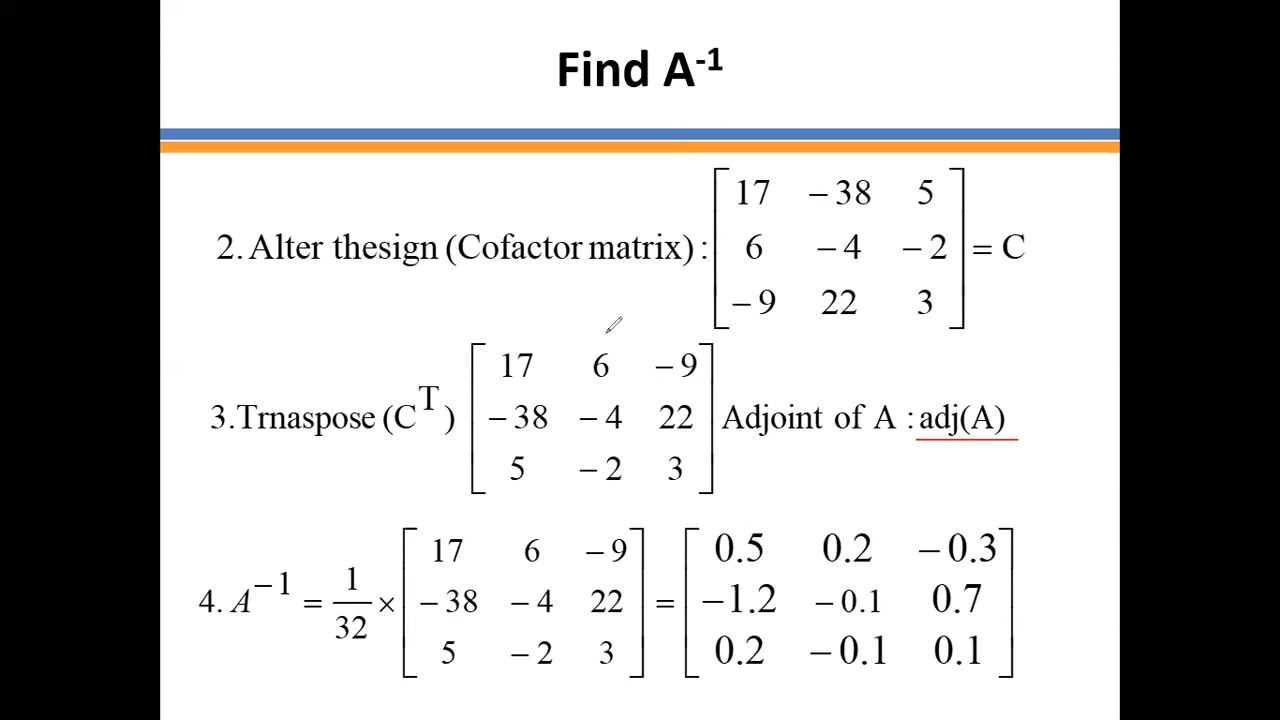 Find A⁻¹
2. Alter thesign (Cofactor matrix) : [ 17 −38 5
6 −4 −2
−9 22 3 ] = C
3.Trnaspose (Cᵀ) [ 17 6 −9
−38 −4 22
5 −2 3 ] Adjoint of A : adj(A)
4. A⁻¹ = 1/32 × [ 17 6 −9
−38 −4 22
5 −2 3 ] = [ 0.5 0.2 −0.3
−1.2 −0.1 0.7
0.2 −0.1 0.1 ]